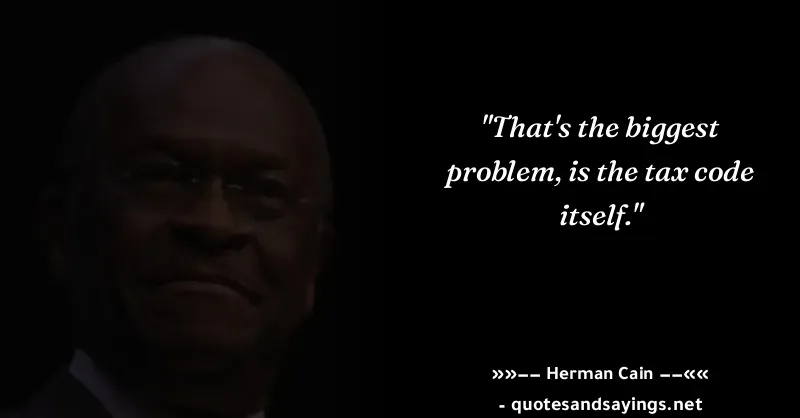 "That's the biggest
problem, is the tax code
itself."
»»–– Herman Cain ––««
- quotesandsayings.net